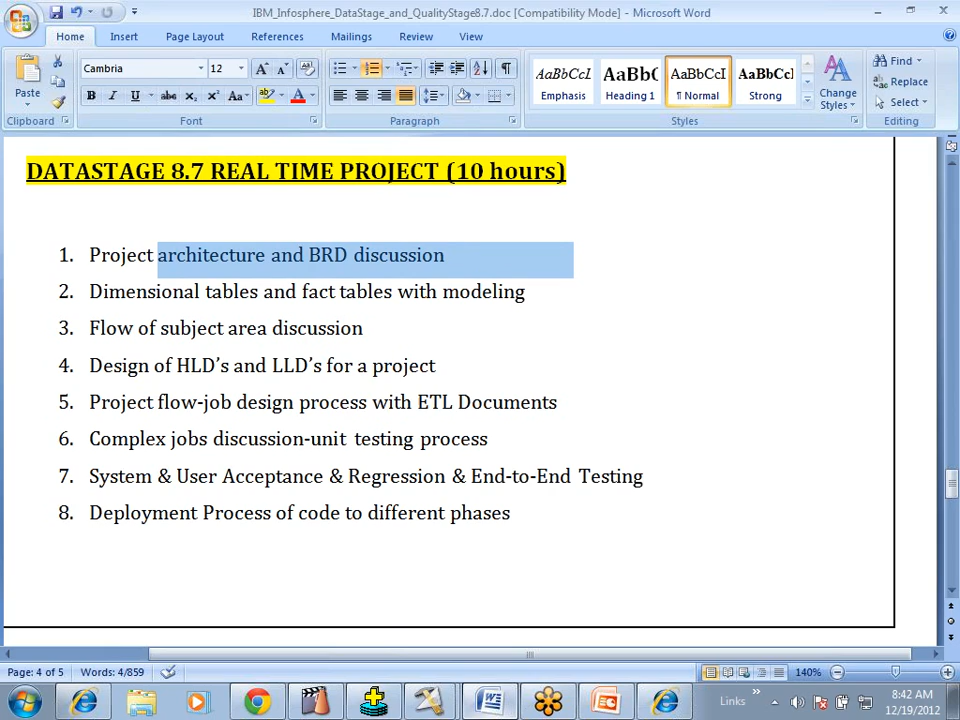 IBM_Infosphere_DataStage_and_QualityStage8.7.doc [Compatibility Mode] - Microsoft Word
Home Insert Page Layout References Mailings Review View
Cambria 12 AaBbCcI AaBbC AaBbCcI AaBbCc Find
Paste Replace
B I U abc X₂ X² Aa A Emphasis Heading 1 ¶ Normal Strong Change Styles Select
Clipboard Font Paragraph Styles Editing
DATASTAGE 8.7 REAL TIME PROJECT (10 hours)
1. Project architecture and BRD discussion
2. Dimensional tables and fact tables with modeling
3. Flow of subject area discussion
4. Design of HLD’s and LLD’s for a project
5. Project flow-job design process with ETL Documents
6. Complex jobs discussion-unit testing process
7. System & User Acceptance & Regression & End-to-End Testing
8. Deployment Process of code to different phases
Page: 4 of 5 Words: 4/859 140%
Links 8:42 AM
12/19/2012